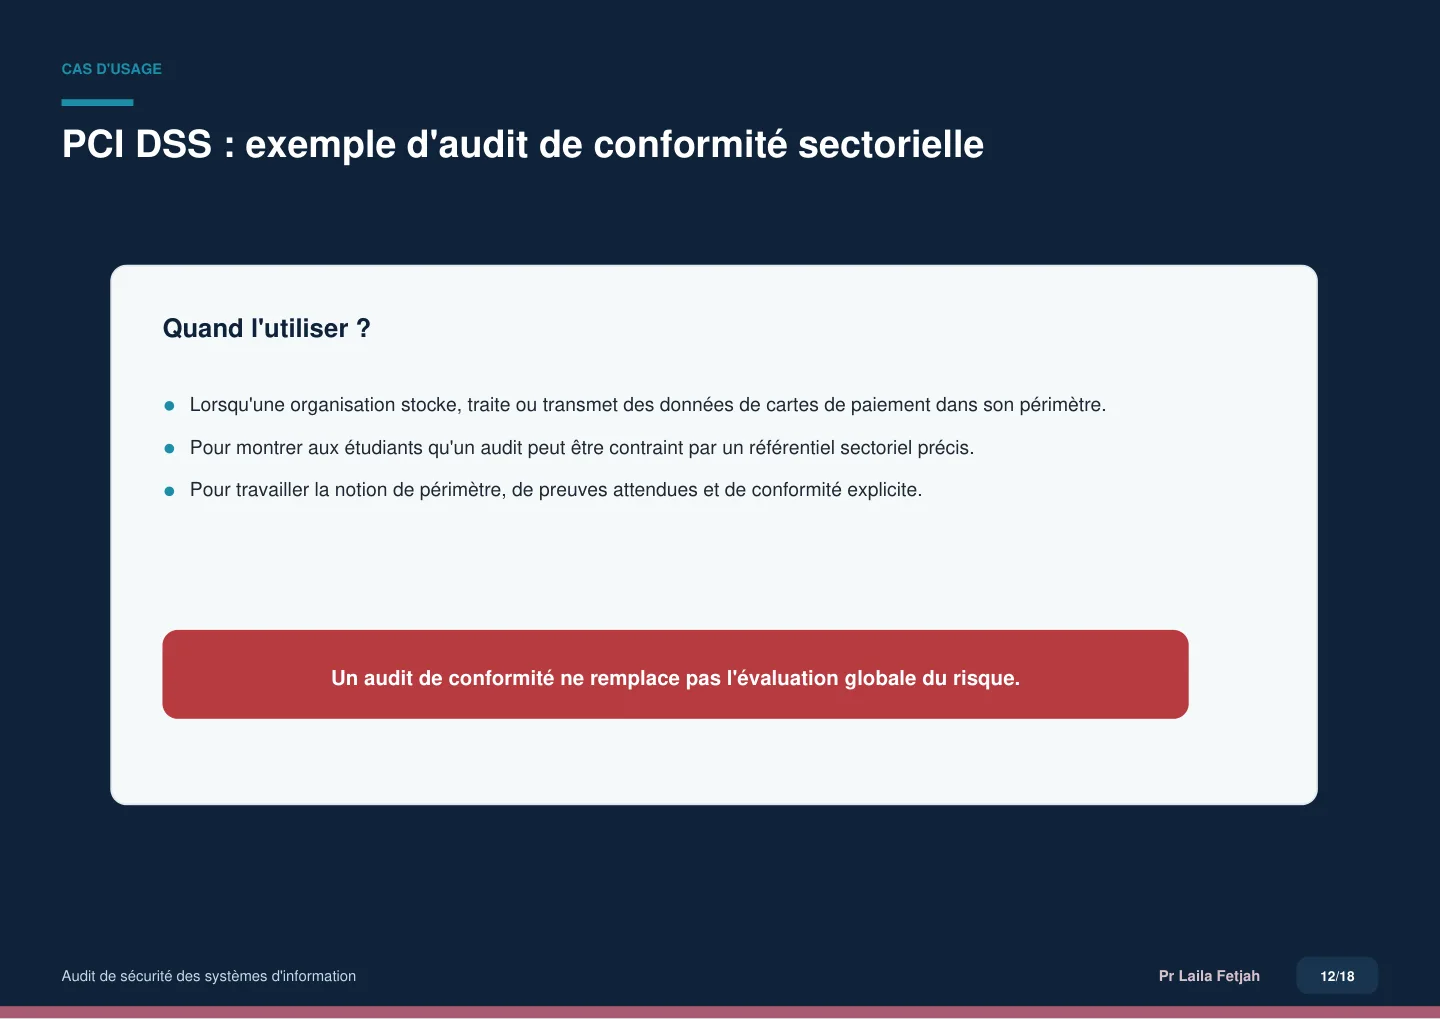 CAS D'USAGE
PCI DSS : exemple d'audit de conformité sectorielle
Quand l'utiliser ?
Lorsqu'une organisation stocke, traite ou transmet des données de cartes de paiement dans son périmètre.
Pour montrer aux étudiants qu'un audit peut être contraint par un référentiel sectoriel précis.
Pour travailler la notion de périmètre, de preuves attendues et de conformité explicite.
Un audit de conformité ne remplace pas l'évaluation globale du risque.
Audit de sécurité des systèmes d'information
Pr Laila Fetjah
12/18